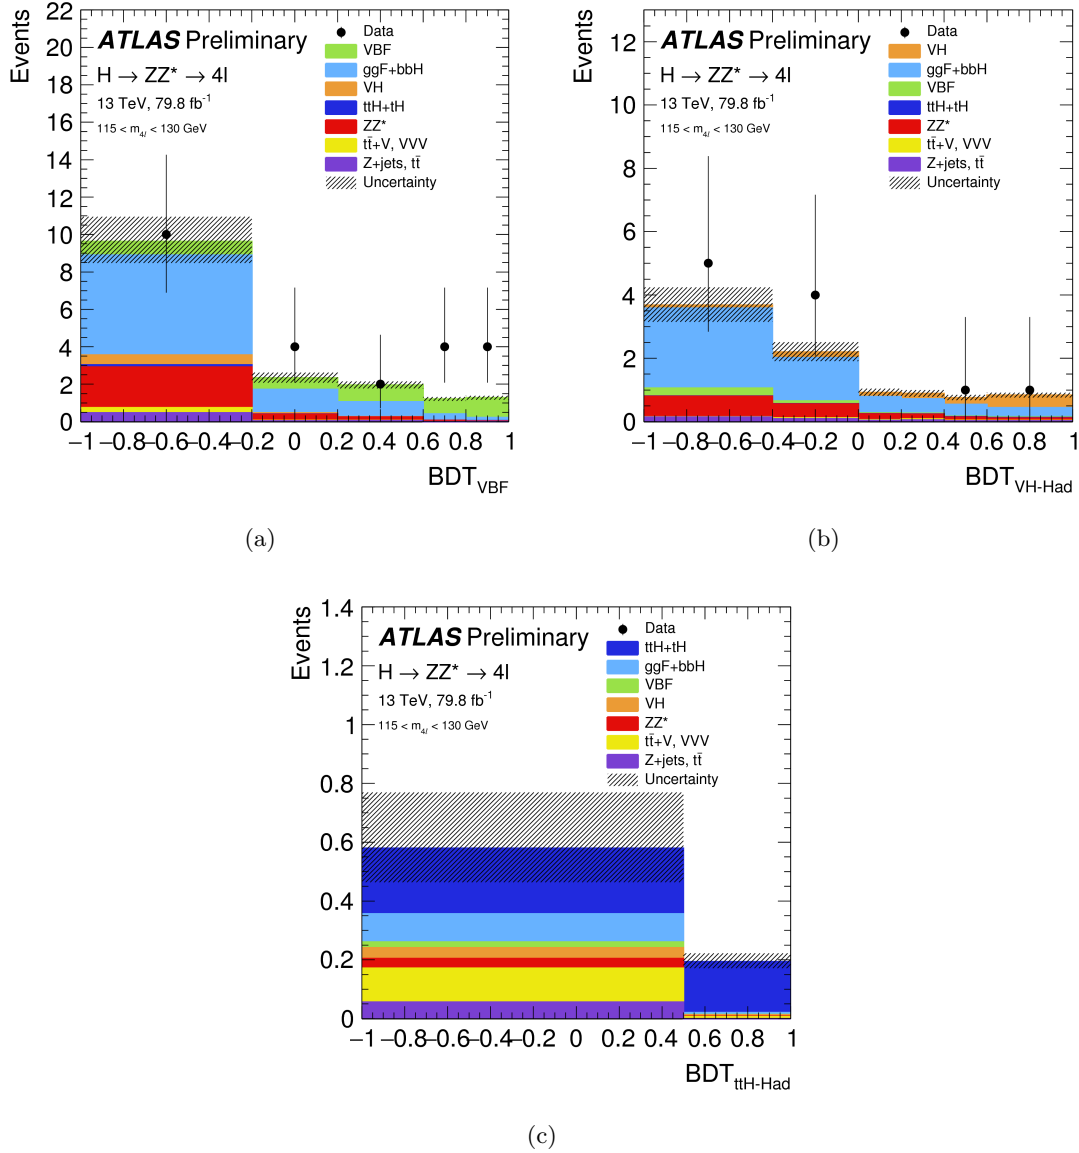 Events
22
20
18
16
14
12
10
8
6
4
2
0
ATLAS Preliminary
H → ZZ* → 4l
13 TeV, 79.8 fb⁻¹
115 < m₄ₗ < 130 GeV
Data
VBF
ggF+bbH
VH
ttH+tH
ZZ*
tt̄+V, VVV
Z+jets, tt̄
Uncertainty
−1 −0.8 −0.6 −0.4 −0.2 0 0.2 0.4 0.6 0.8 1
BDT_VBF
(a)
Events
12
10
8
6
4
2
0
ATLAS Preliminary
H → ZZ* → 4l
13 TeV, 79.8 fb⁻¹
115 < m₄ₗ < 130 GeV
Data
VH
ggF+bbH
VBF
ttH+tH
ZZ*
tt̄+V, VVV
Z+jets, tt̄
Uncertainty
−1 −0.8 −0.6 −0.4 −0.2 0 0.2 0.4 0.6 0.8 1
BDT_VH-Had
(b)
Events
1.4
1.2
1
0.8
0.6
0.4
0.2
0
ATLAS Preliminary
H → ZZ* → 4l
13 TeV, 79.8 fb⁻¹
115 < m₄ₗ < 130 GeV
Data
ttH+tH
ggF+bbH
VBF
VH
ZZ*
tt̄+V, VVV
Z+jets, tt̄
Uncertainty
−1 −0.8 −0.6 −0.4 −0.2 0 0.2 0.4 0.6 0.8 1
BDT_ttH-Had
(c)